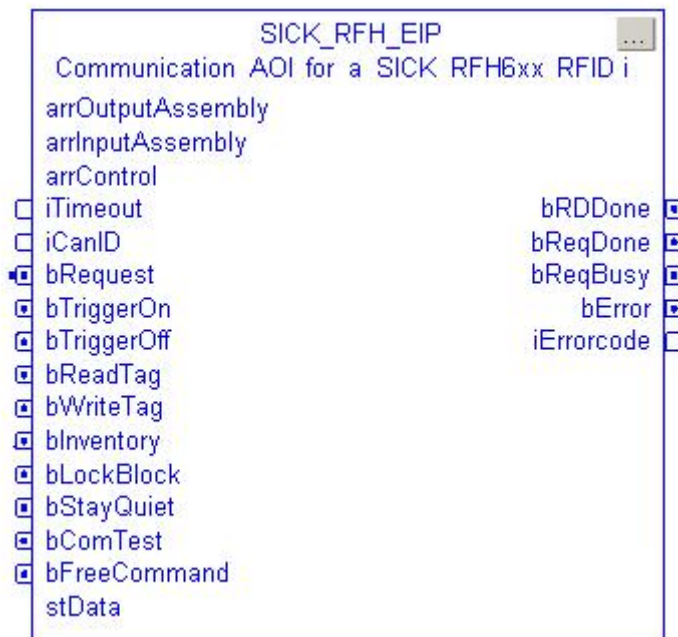 SICK_RFH_EIP
...
Communication AOI for a SICK RFH6xx RFID i
arrOutputAssembly
arrInputAssembly
arrControl
iTimeout
bRDDone
iCanID
bReqDone
bRequest
bReqBusy
bTriggerOn
bError
bTriggerOff
iErrorcode
bReadTag
bWriteTag
bInventory
bLockBlock
bStayQuiet
bComTest
bFreeCommand
stData